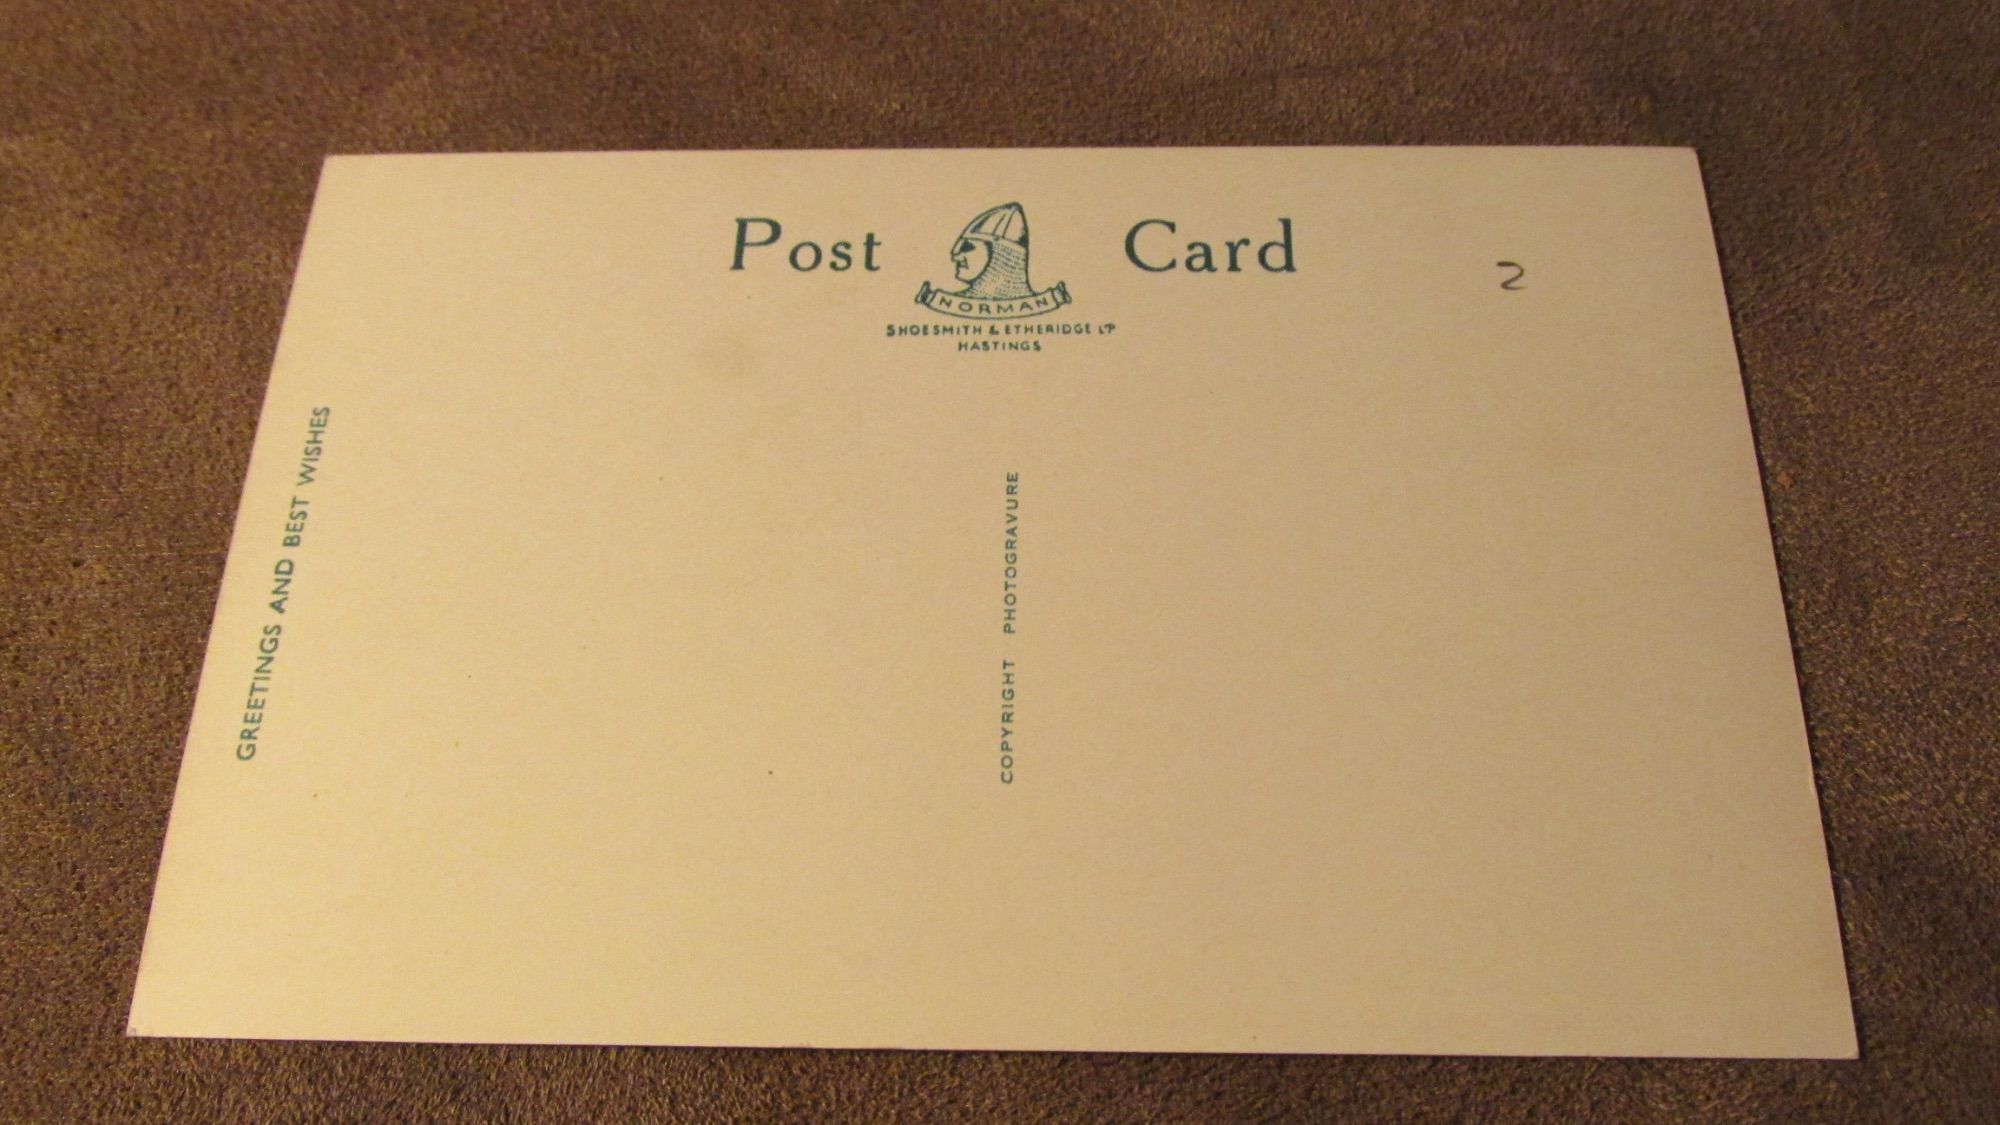 Post Card
NORMAN
SHOESMITH & ETHERIDGE LTD
HASTINGS
2
GREETINGS AND BEST WISHES
COPYRIGHT PHOTOGRAVURE